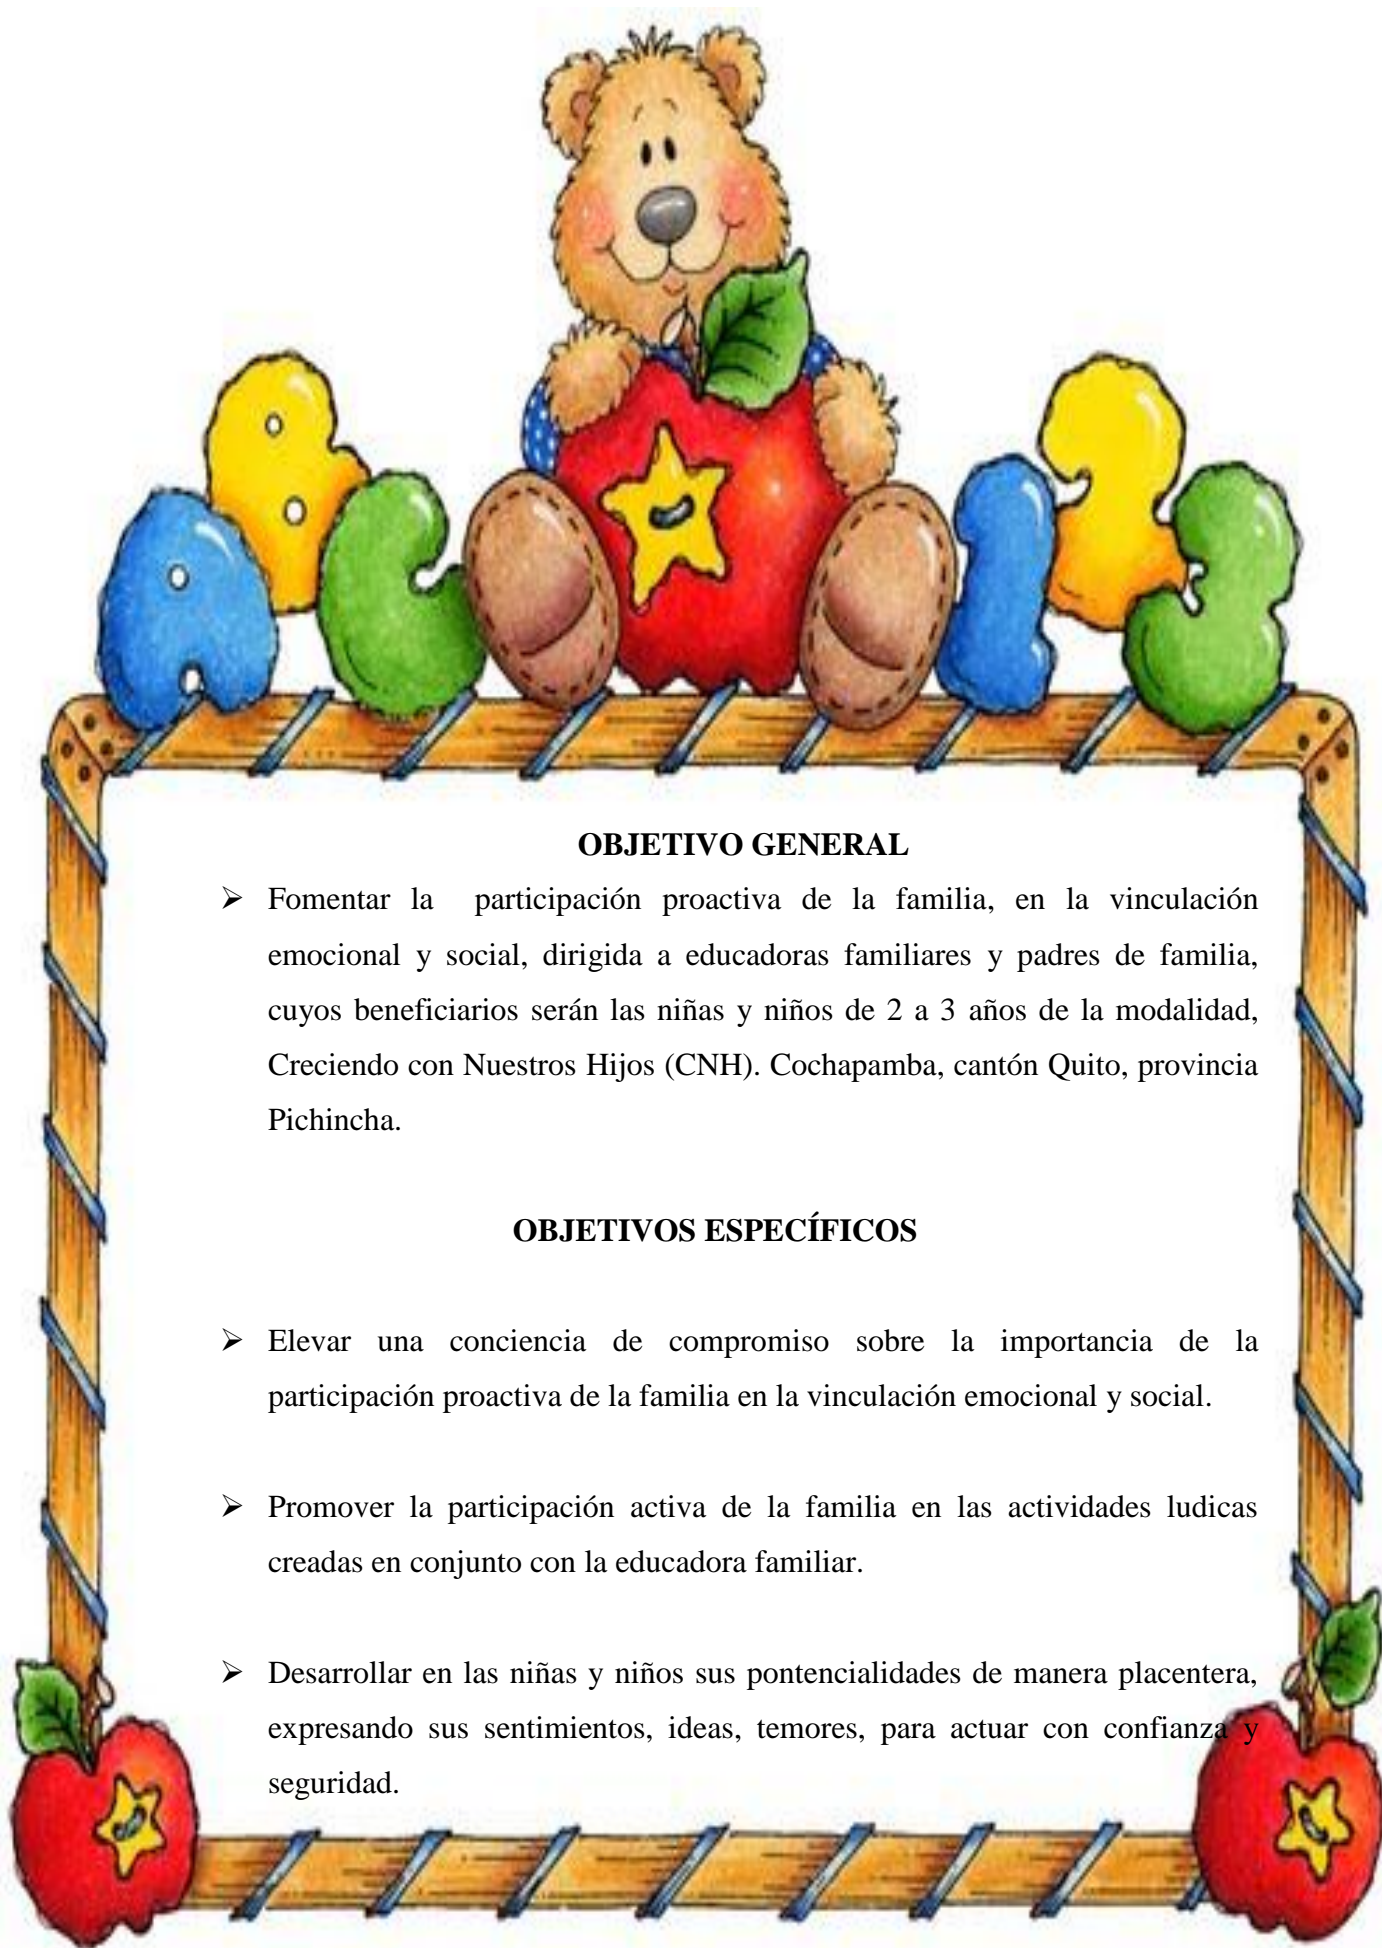 A B C 1 2 3
OBJETIVO GENERAL
➢ Fomentar la participación proactiva de la familia, en la vinculación
emocional y social, dirigida a educadoras familiares y padres de familia,
cuyos beneficiarios serán las niñas y niños de 2 a 3 años de la modalidad,
Creciendo con Nuestros Hijos (CNH). Cochapamba, cantón Quito, provincia
Pichincha.
OBJETIVOS ESPECÍFICOS
➢ Elevar una conciencia de compromiso sobre la importancia de la
participación proactiva de la familia en la vinculación emocional y social.
➢ Promover la participación activa de la familia en las actividades ludicas
creadas en conjunto con la educadora familiar.
➢ Desarrollar en las niñas y niños sus pontencialidades de manera placentera,
expresando sus sentimientos, ideas, temores, para actuar con confianza y
seguridad.